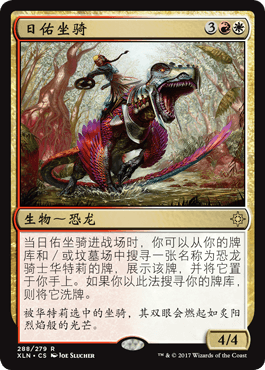 日佑坐骑 3
生物～恐龙
当日佑坐骑进战场时，你可以从你的牌
库和／或坟墓场中搜寻一张名称为恐龙
骑士华特莉的牌，展示该牌，并将它置
于你手上。如果你以此法搜寻你的牌库，
则将它洗牌。
被华特莉选中的坐骑，其双眼会燃起如炙阳
烈焰般的光芒。
4/4
288/279 R
XLN • CS JOE SLUCHER
™ & © 2017 Wizards of the Coast